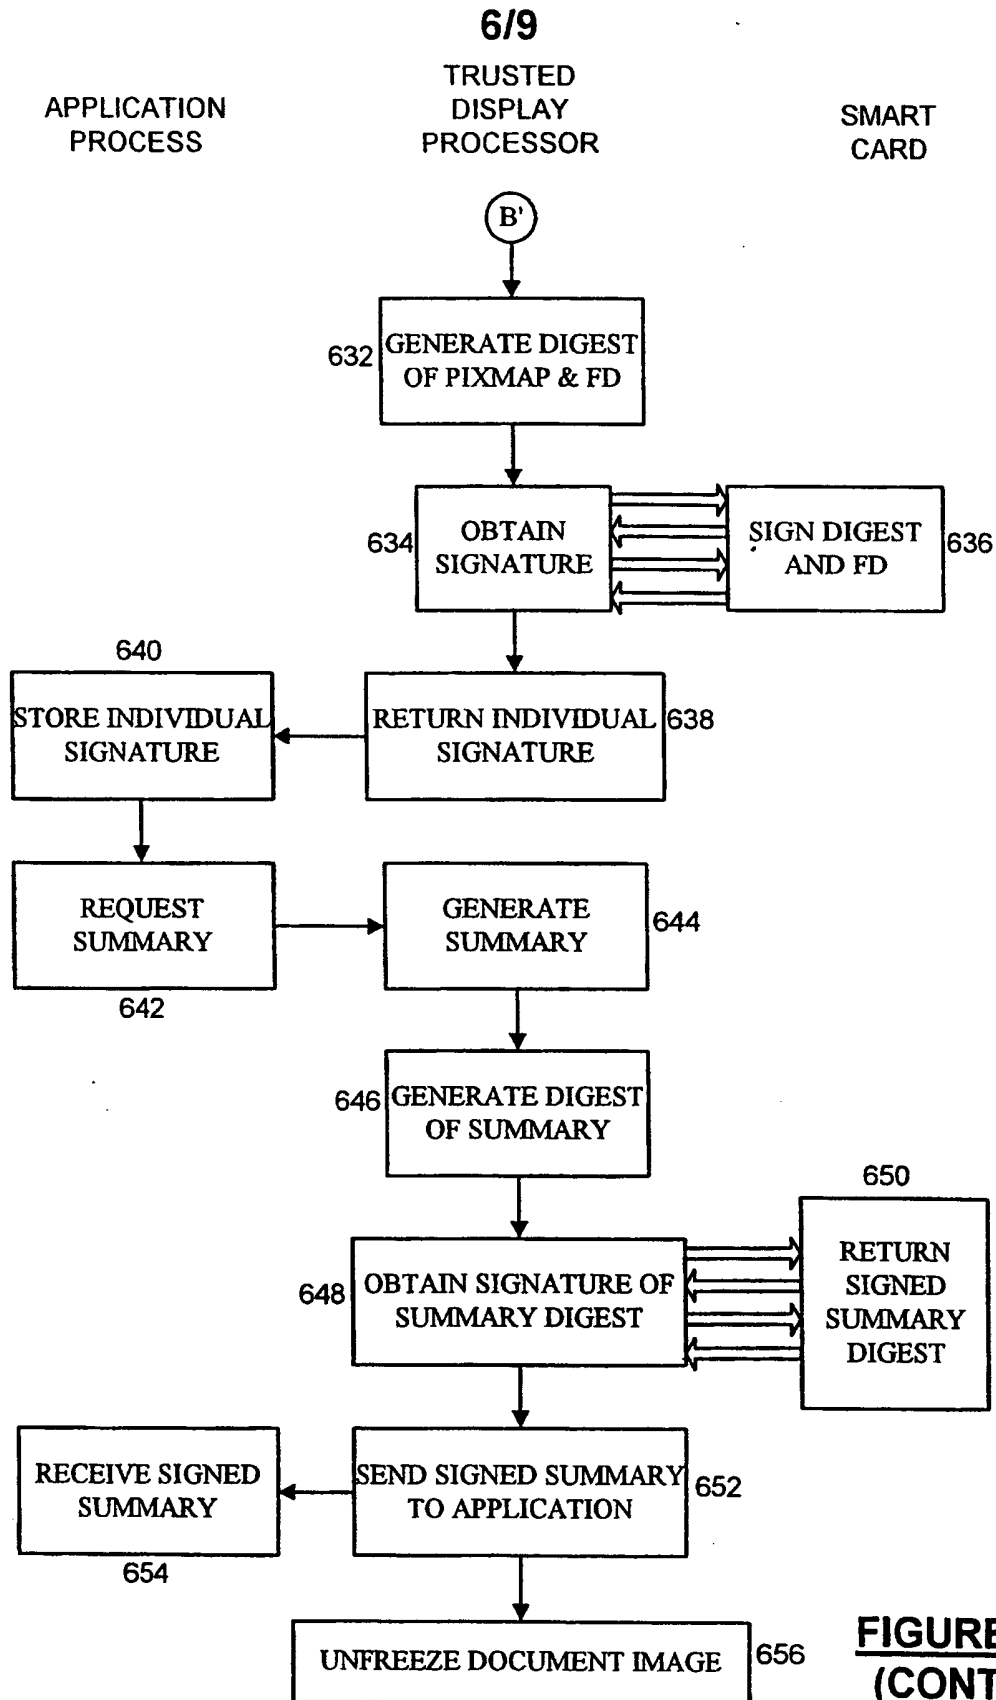 6/9
APPLICATION
PROCESS
TRUSTED
DISPLAY
PROCESSOR
SMART
CARD
B'
632
GENERATE DIGEST
OF PIXMAP & FD
634
OBTAIN
SIGNATURE
SIGN DIGEST
AND FD
636
640
STORE INDIVIDUAL
SIGNATURE
RETURN INDIVIDUAL
SIGNATURE
638
REQUEST
SUMMARY
642
GENERATE
SUMMARY
644
646
GENERATE DIGEST
OF SUMMARY
650
648
OBTAIN SIGNATURE OF
SUMMARY DIGEST
RETURN
SIGNED
SUMMARY
DIGEST
RECEIVE SIGNED
SUMMARY
654
SEND SIGNED SUMMARY
TO APPLICATION
652
UNFREEZE DOCUMENT IMAGE
656
FIGURE
(CONT